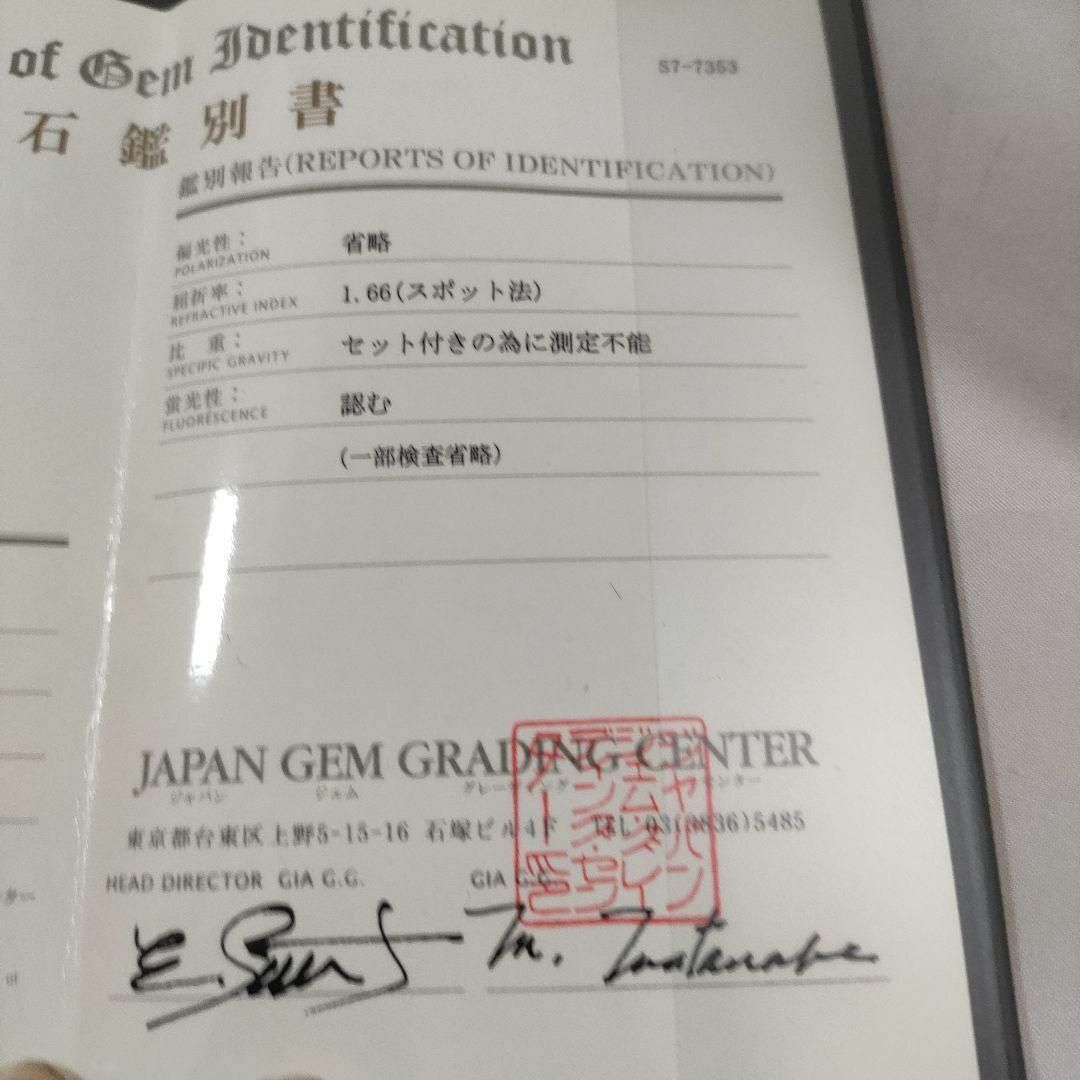 of Gem Identification
S7-7353
石鑑別書
鑑別報告(REPORTS OF IDENTIFICATION)
偏光性:
POLARIZATION
省略
屈折率:
REFRACTIVE INDEX
1.66(スポット法)
比 重:
SPECIFIC GRAVITY
セット付きの為に測定不能
蛍光性:
FLUORESCENCE
認む
(一部検査省略)
JAPAN GEM GRADING CENTER
ジャパン ジェム グレーディング センター
東京都台東区上野5-15-16 石塚ビル4F TEL 03(3836)5485
HEAD DIRECTOR GIA G.G.
GIA G.G.
M. Watanabe